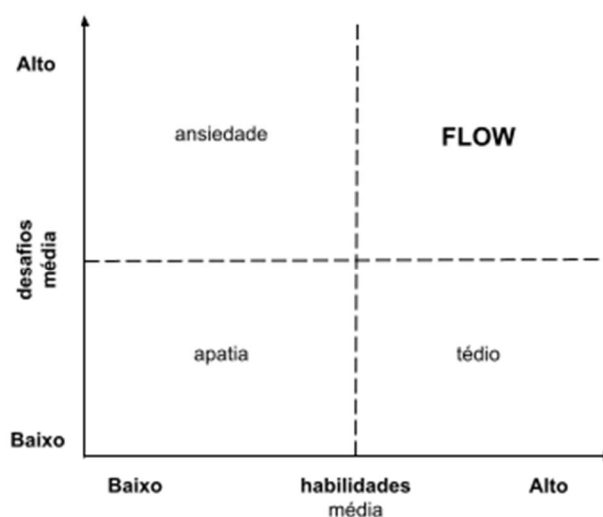 Alto
ansiedade
FLOW
desafios
média
apatia
tédio
Baixo
Baixo
habilidades
média
Alto